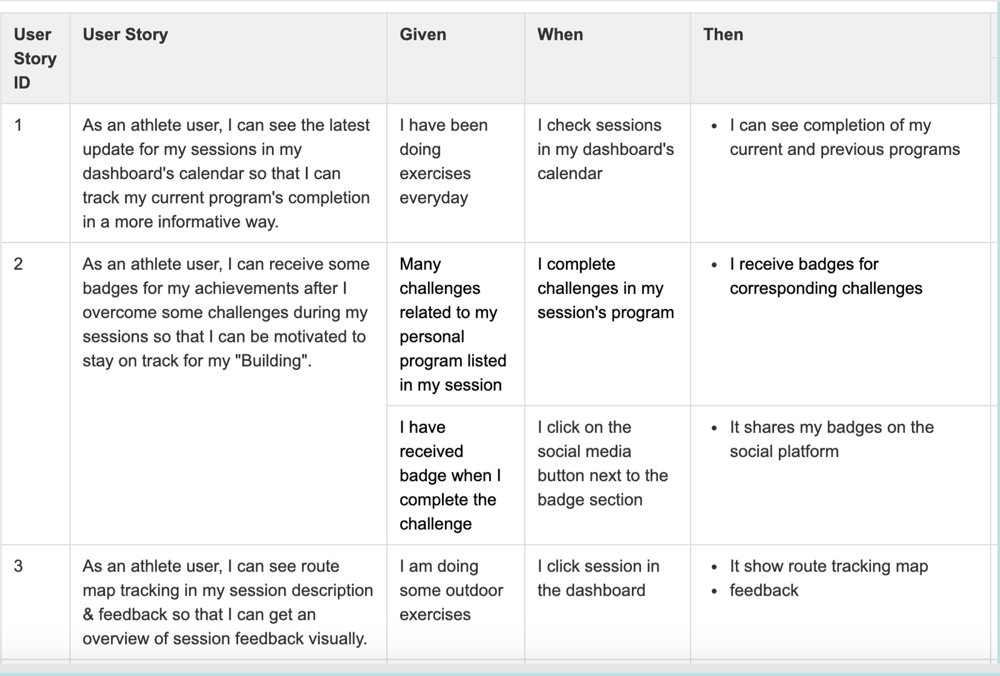 User Story ID
User Story
Given
When
Then
1
As an athlete user, I can see the latest
update for my sessions in my
dashboard's calendar so that I can
track my current program's completion
in a more informative way.
I have been
doing
exercises
everyday
I check sessions
in my dashboard's
calendar
• I can see completion of my
current and previous programs
2
As an athlete user, I can receive some
badges for my achievements after I
overcome some challenges during my
sessions so that I can be motivated to
stay on track for my "Building".
Many
challenges
related to my
personal
program listed
in my session
I complete
challenges in my
session's program
• I receive badges for
corresponding challenges
I have
received
badge when I
complete the
challenge
I click on the
social media
button next to the
badge section
• It shares my badges on the
social platform
3
As an athlete user, I can see route
map tracking in my session description
& feedback so that I can get an
overview of session feedback visually.
I am doing
some outdoor
exercises
I click session in
the dashboard
• It show route tracking map
• feedback